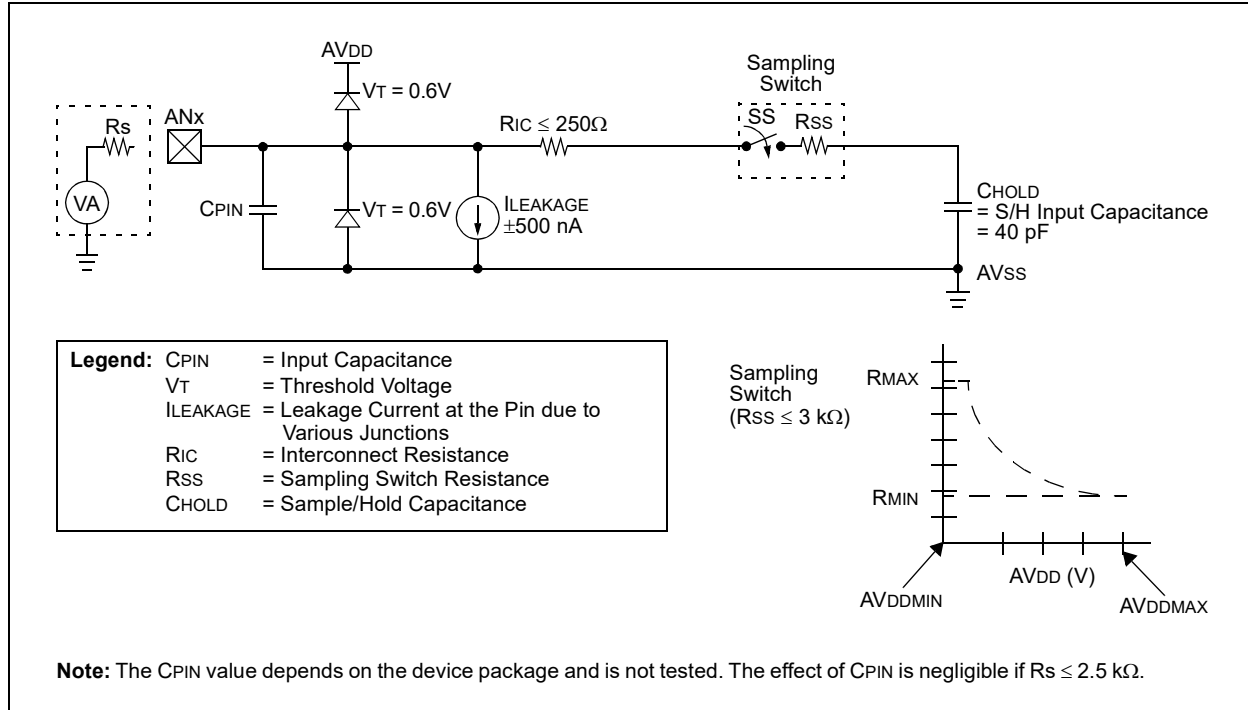 AVDD
VT = 0.6V
Sampling
Switch
Rs
ANx
RIC ≤ 250Ω
SS
RSS
VA
CPIN
VT = 0.6V
ILEAKAGE
±500 nA
CHOLD
= S/H Input Capacitance
= 40 pF
AVSS
Legend: CPIN = Input Capacitance
VT = Threshold Voltage
ILEAKAGE = Leakage Current at the Pin due to
Various Junctions
RIC = Interconnect Resistance
RSS = Sampling Switch Resistance
CHOLD = Sample/Hold Capacitance
Sampling
Switch
(RSS ≤ 3 kΩ)
RMAX
RMIN
AVDD (V)
AVDDMIN
AVDDMAX
Note: The CPIN value depends on the device package and is not tested. The effect of CPIN is negligible if Rs ≤ 2.5 kΩ.